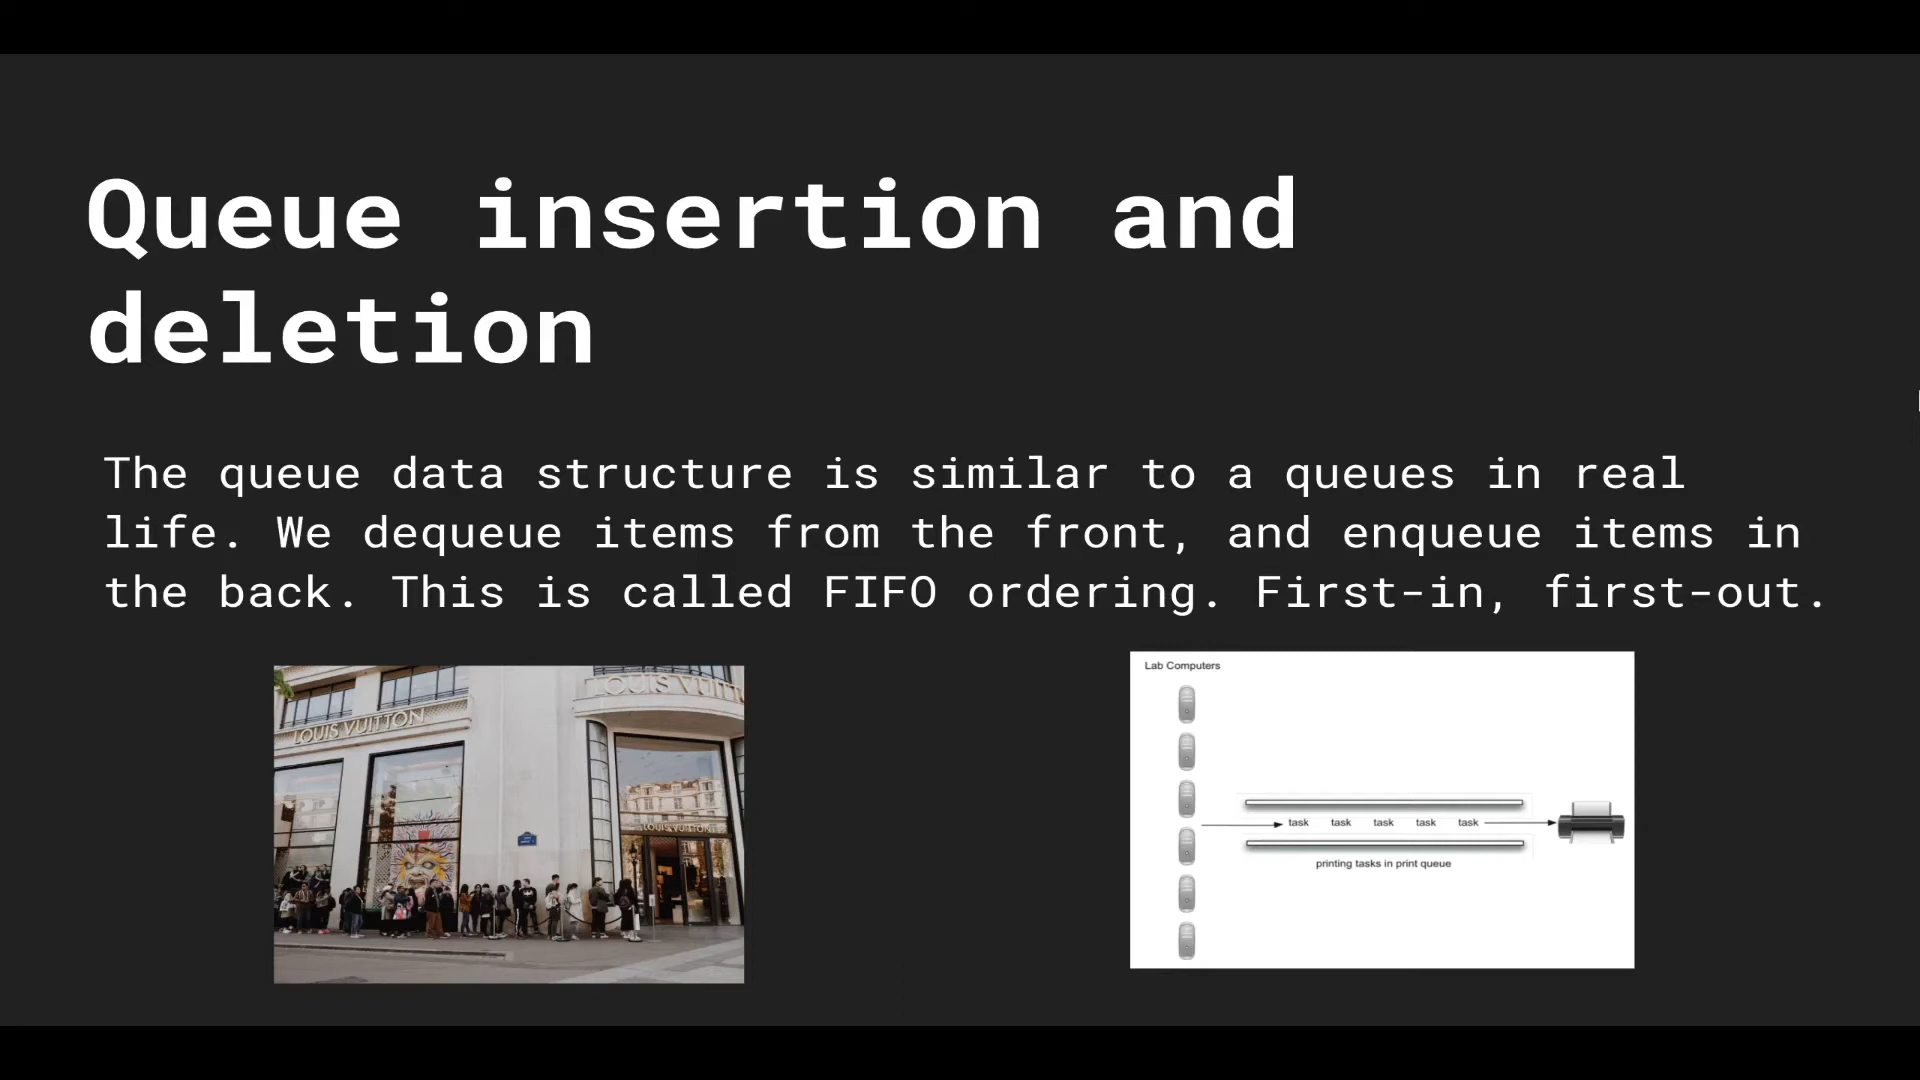 Queue insertion and
deletion
The queue data structure is similar to a queues in real
life. We dequeue items from the front, and enqueue items in
the back. This is called FIFO ordering. First-in, first-out.
LOUIS VUITTON
LOUIS VUITT
LOUIS VUITTON
Lab Computers
task task task task task
printing tasks in print queue